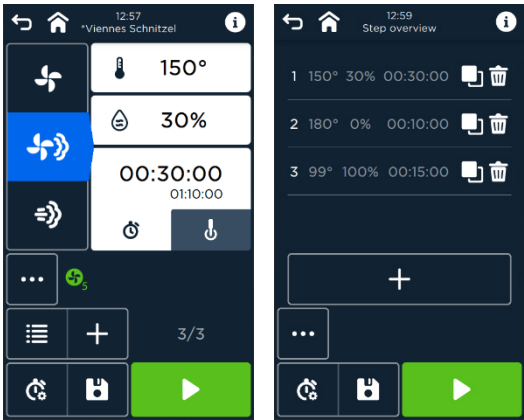 12:57
*Viennes Schnitzel
i
150°
30%
00:30:00
01:10:00
5
3/3
12:59
Step overview
i
1 150° 30% 00:30:00
2 180° 0% 00:10:00
3 99° 100% 00:15:00